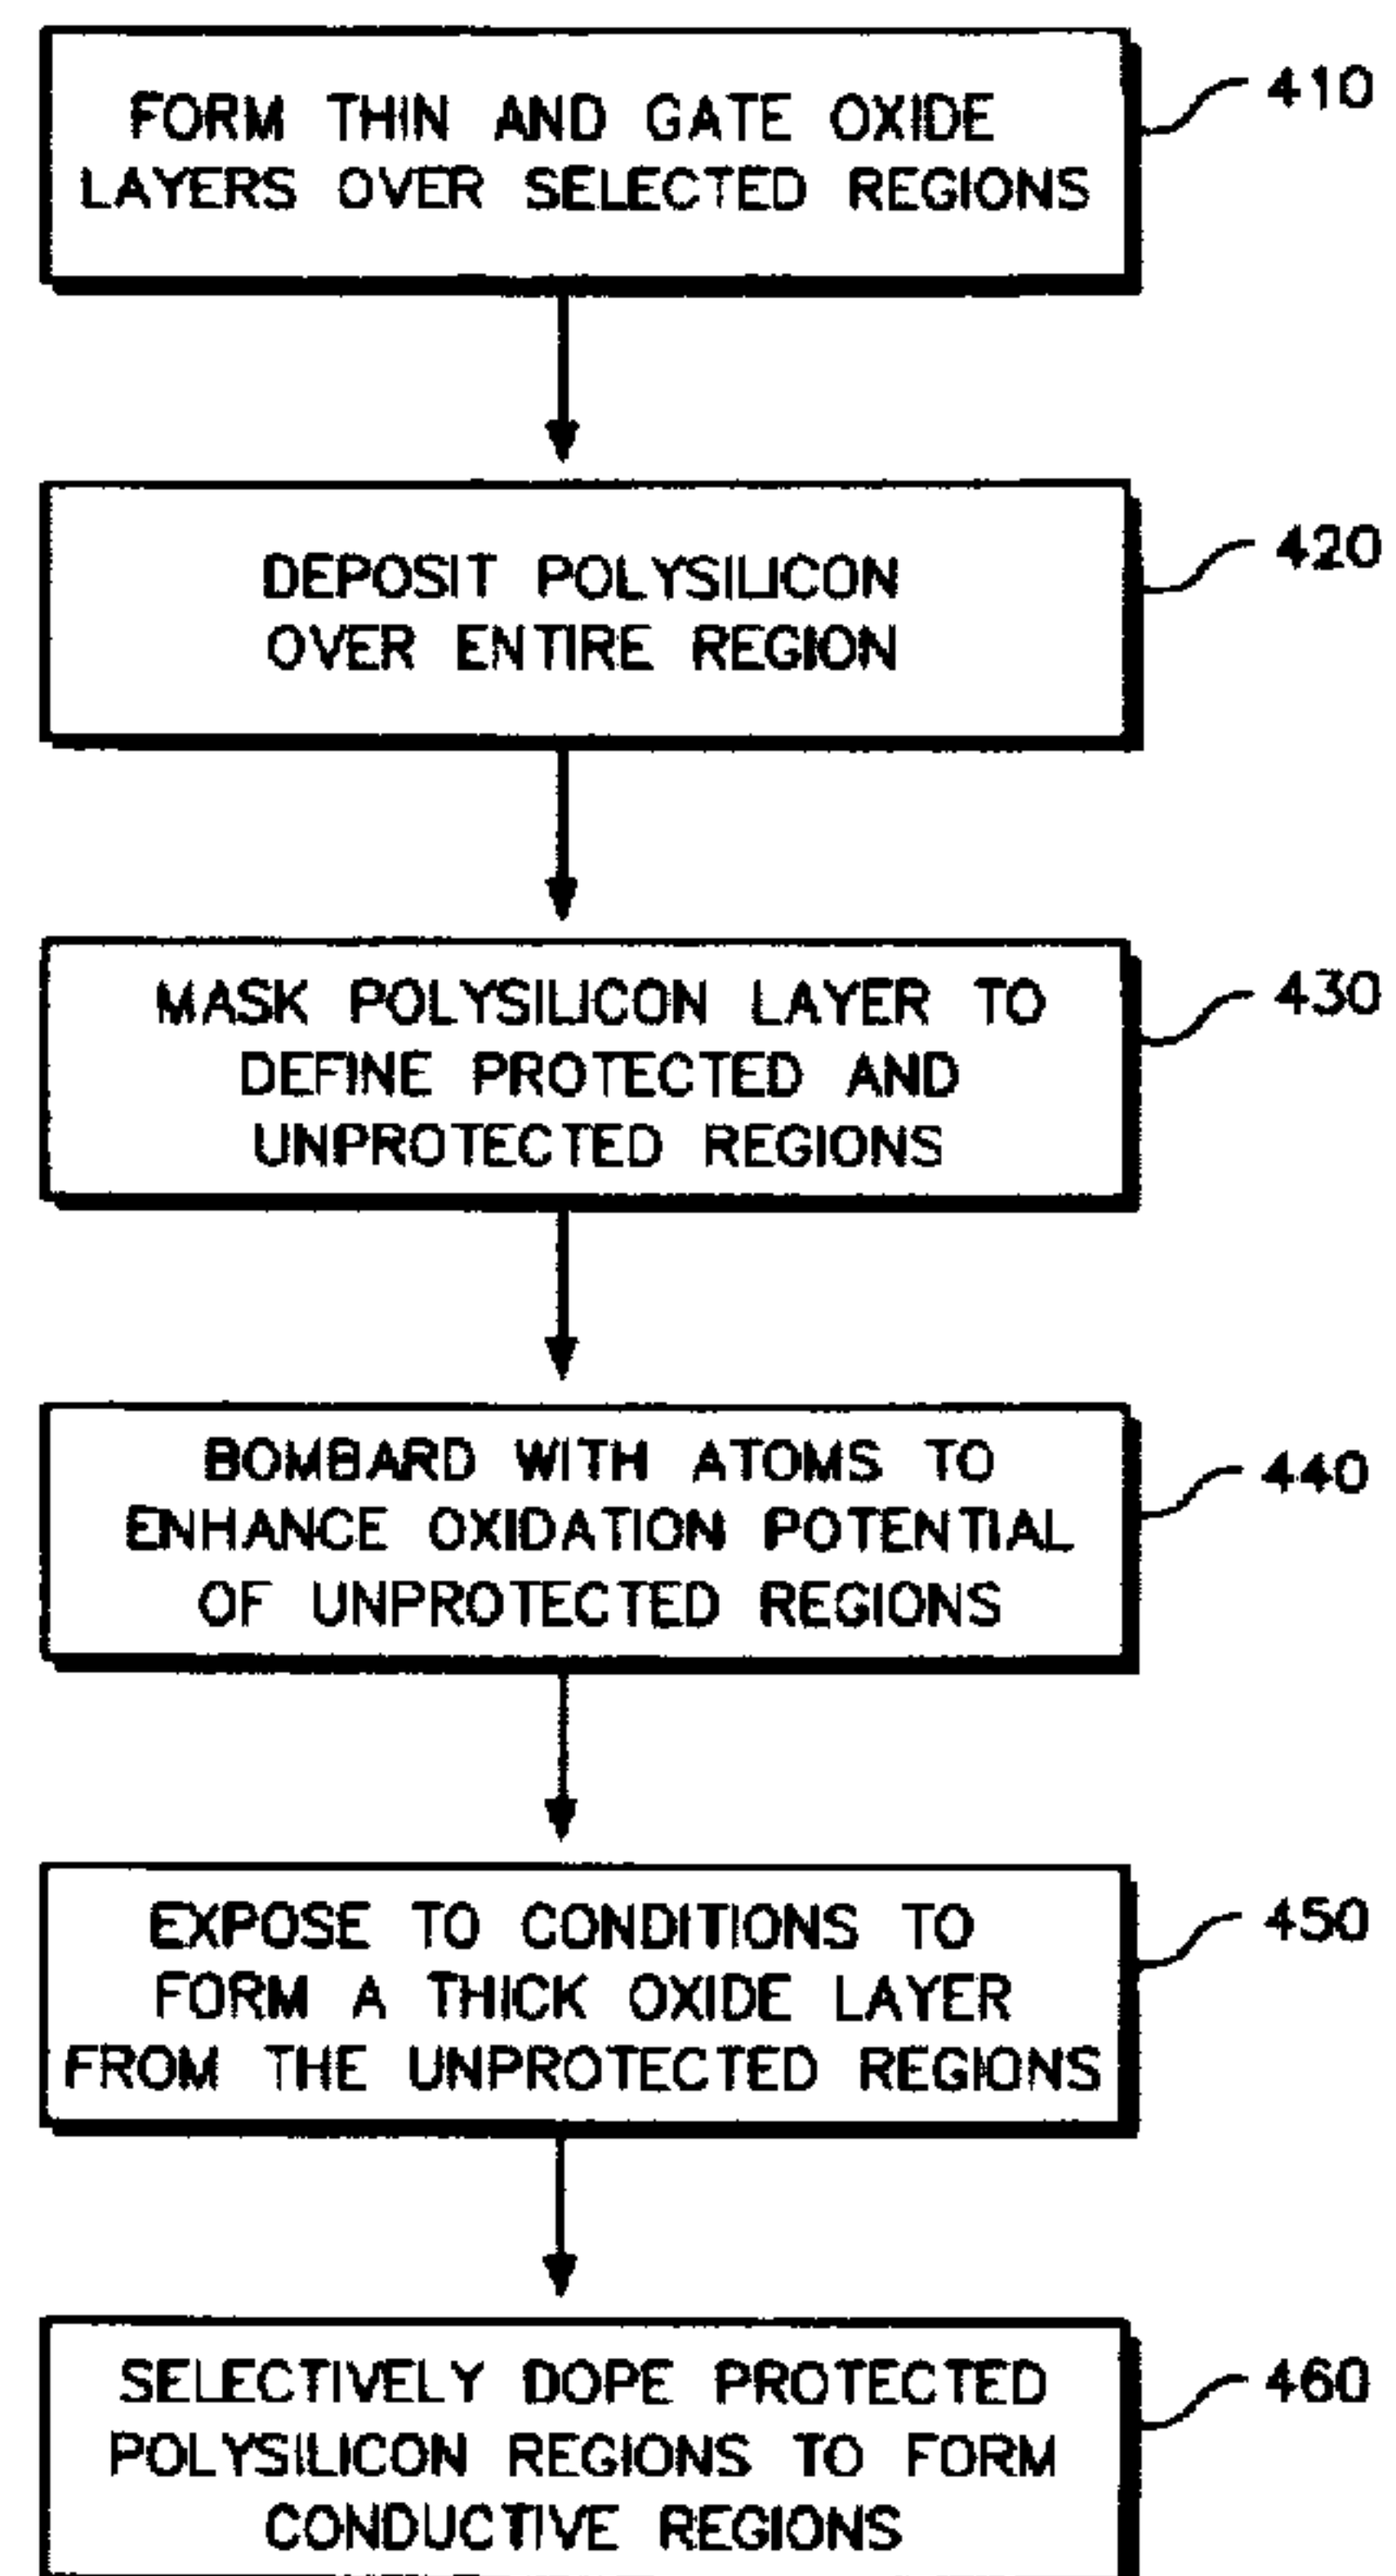 FORM THIN AND GATE OXIDE
LAYERS OVER SELECTED REGIONS
410
DEPOSIT POLYSILICON
OVER ENTIRE REGION
420
MASK POLYSILICON LAYER TO
DEFINE PROTECTED AND
UNPROTECTED REGIONS
430
BOMBARD WITH ATOMS TO
ENHANCE OXIDATION POTENTIAL
OF UNPROTECTED REGIONS
440
EXPOSE TO CONDITIONS TO
FORM A THICK OXIDE LAYER
FROM THE UNPROTECTED REGIONS
450
SELECTIVELY DOPE PROTECTED
POLYSILICON REGIONS TO FORM
CONDUCTIVE REGIONS
460